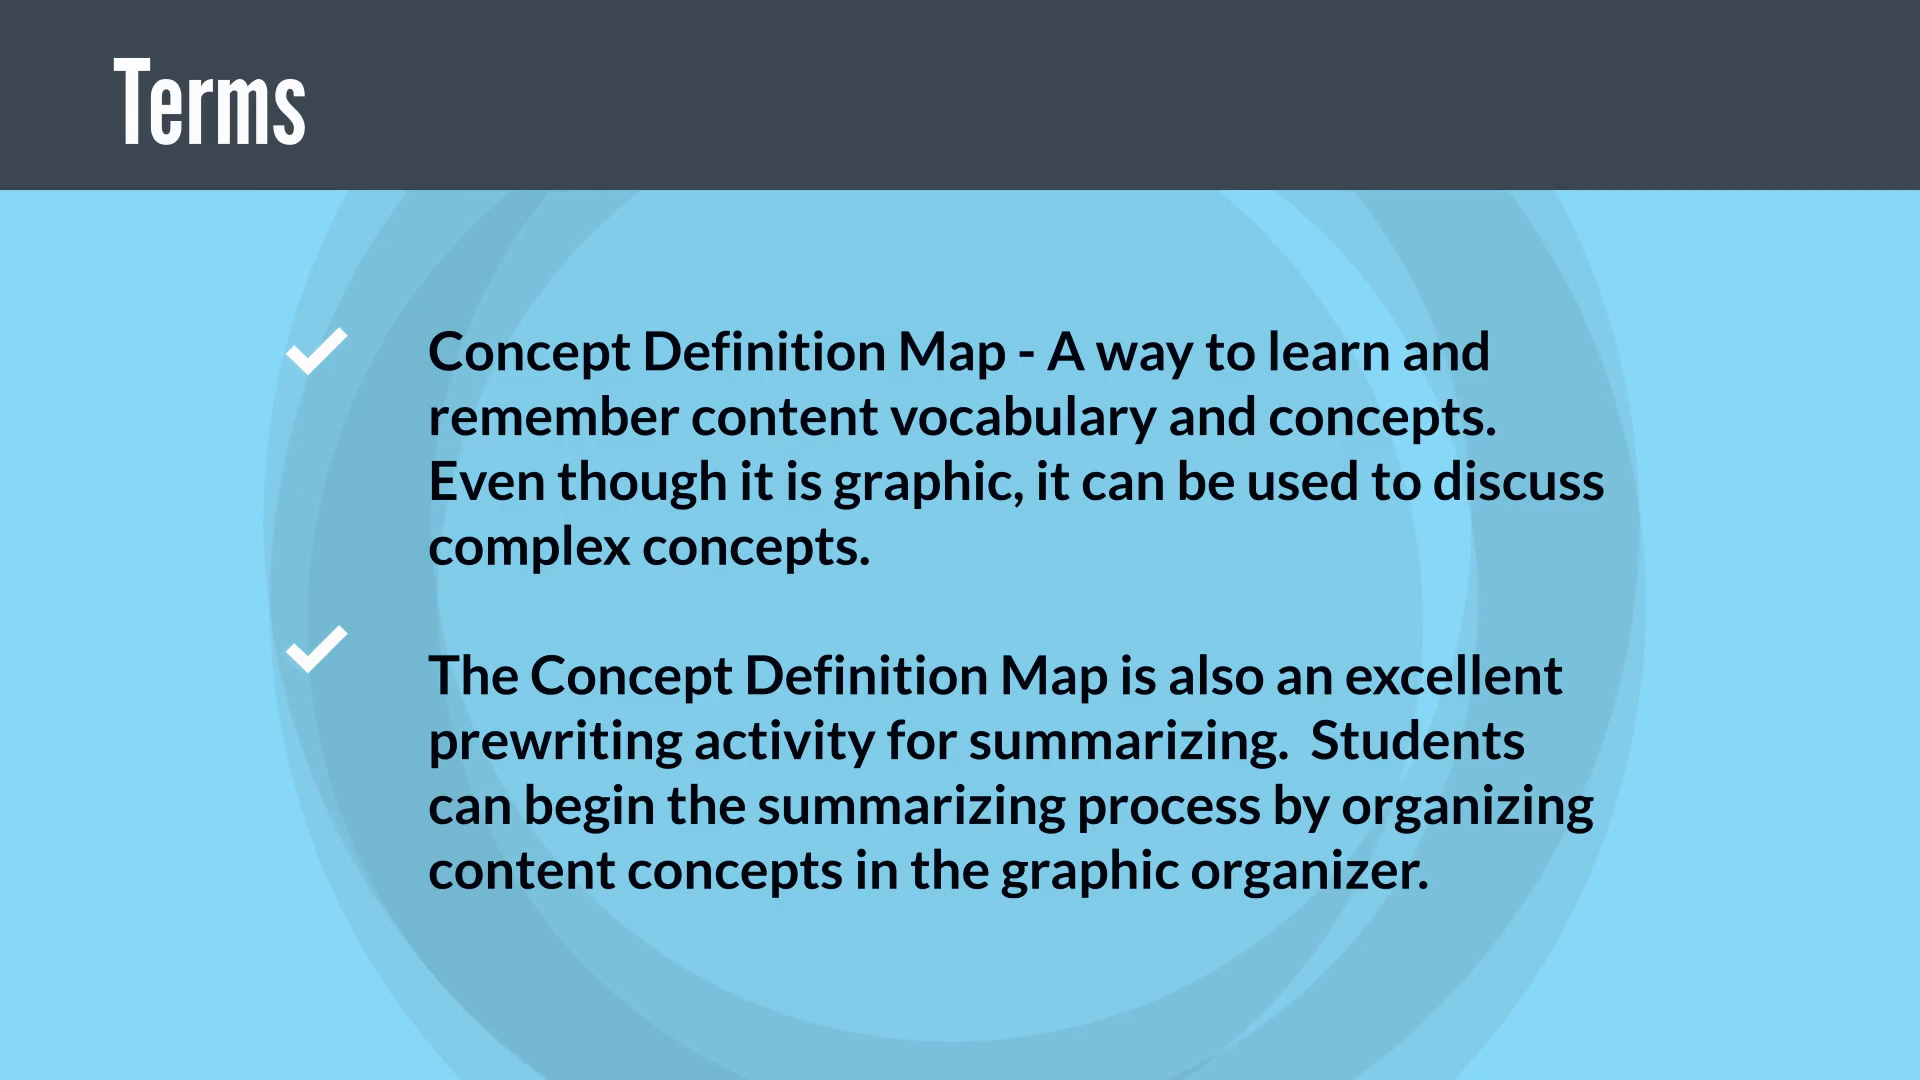 Terms
Concept Definition Map - A way to learn and
remember content vocabulary and concepts.
Even though it is graphic, it can be used to discuss
complex concepts.
The Concept Definition Map is also an excellent
prewriting activity for summarizing.  Students
can begin the summarizing process by organizing
content concepts in the graphic organizer.